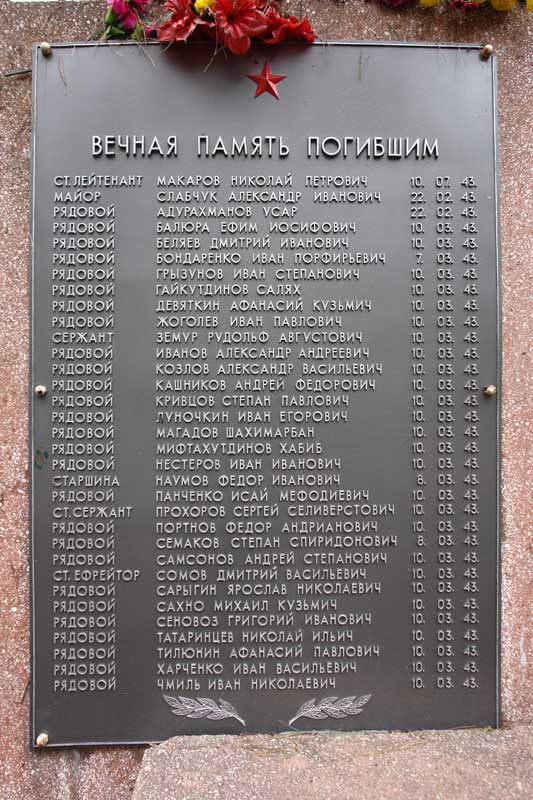 ВЕЧНАЯ ПАМЯТЬ ПОГИБШИМ
СТ. ЛЕЙТЕНАНТ МАКАРОВ НИКОЛАЙ ПЕТРОВИЧ 10. 07. 43.
МАЙОР СЛАБЧУК АЛЕКСАНДР ИВАНОВИЧ 22. 02. 43.
РЯДОВОЙ АДУРАХМАНОВ УСАР 22. 02. 43.
РЯДОВОЙ БАЛЮРА ЕФИМ ИОСИФОВИЧ 10. 03. 43.
РЯДОВОЙ БЕЛЯЕВ ДМИТРИЙ ИВАНОВИЧ 10. 03. 43.
РЯДОВОЙ БОНДАРЕНКО ИВАН ПОРФИРЬЕВИЧ 7. 03. 43.
РЯДОВОЙ ГРЫЗУНОВ ИВАН СТЕПАНОВИЧ 10. 03. 43.
РЯДОВОЙ ГАЙКУТДИНОВ САЛЯХ 10. 03. 43.
РЯДОВОЙ ДЕВЯТКИН АФАНАСИЙ КУЗЬМИЧ 10. 03. 43.
РЯДОВОЙ ЖОГОЛЕВ ИВАН ПАВЛОВИЧ 10. 03. 43.
СЕРЖАНТ ЗЕМУР РУДОЛЬФ АВГУСТОВИЧ 10. 03. 43.
РЯДОВОЙ ИВАНОВ АЛЕКСАНДР АНДРЕЕВИЧ 10. 03. 43.
РЯДОВОЙ КОЗЛОВ АЛЕКСАНДР ВАСИЛЬЕВИЧ 10. 03. 43.
РЯДОВОЙ КАШНИКОВ АНДРЕЙ ФЕДОРОВИЧ 10. 03. 43.
РЯДОВОЙ КРИВЦОВ СТЕПАН ПАВЛОВИЧ 10. 03. 43.
РЯДОВОЙ ЛУНОЧКИН ИВАН ЕГОРОВИЧ 10. 03. 43.
РЯДОВОЙ МАГАДОВ ШАХИМАРБАН 10. 03. 43.
РЯДОВОЙ МИФТАХУТДИНОВ ХАБИБ 10. 03. 43.
РЯДОВОЙ НЕСТЕРОВ ИВАН ИВАНОВИЧ 10. 03. 43.
СТАРШИНА НАУМОВ ФЕДОР ИВАНОВИЧ 8. 03. 43.
РЯДОВОЙ ПАНЧЕНКО ИСАЙ МЕФОДИЕВИЧ 10. 03. 43.
СТ. СЕРЖАНТ ПРОХОРОВ СЕРГЕЙ СЕЛИВЕРСТОВИЧ 10. 03. 43.
РЯДОВОЙ ПОРТНОВ ФЕДОР АНДРИАНОВИЧ 10. 03. 43.
РЯДОВОЙ СЕМАКОВ СТЕПАН СПИРИДОНОВИЧ 8. 03. 43.
РЯДОВОЙ САМСОНОВ АНДРЕЙ СТЕПАНОВИЧ 10. 03. 43.
СТ. ЕФРЕЙТОР СОМОВ ДМИТРИЙ ВАСИЛЬЕВИЧ 10. 03. 43.
РЯДОВОЙ САРЫГИН ЯРОСЛАВ НИКОЛАЕВИЧ 10. 03. 43.
РЯДОВОЙ САХНО МИХАИЛ КУЗЬМИЧ 10. 03. 43.
РЯДОВОЙ СЕНОВОЗ ГРИГОРИЙ ИВАНОВИЧ 10. 03. 43.
РЯДОВОЙ ТАТАРИНЦЕВ НИКОЛАЙ ИЛЬИЧ 10. 03. 43.
РЯДОВОЙ ТИЛЮНИН АФАНАСИЙ ПАВЛОВИЧ 10. 03. 43.
РЯДОВОЙ ХАРЧЕНКО ИВАН ВАСИЛЬЕВИЧ 10. 03. 43.
РЯДОВОЙ ЧМИЛЬ ИВАН НИКОЛАЕВИЧ 10. 03. 43.